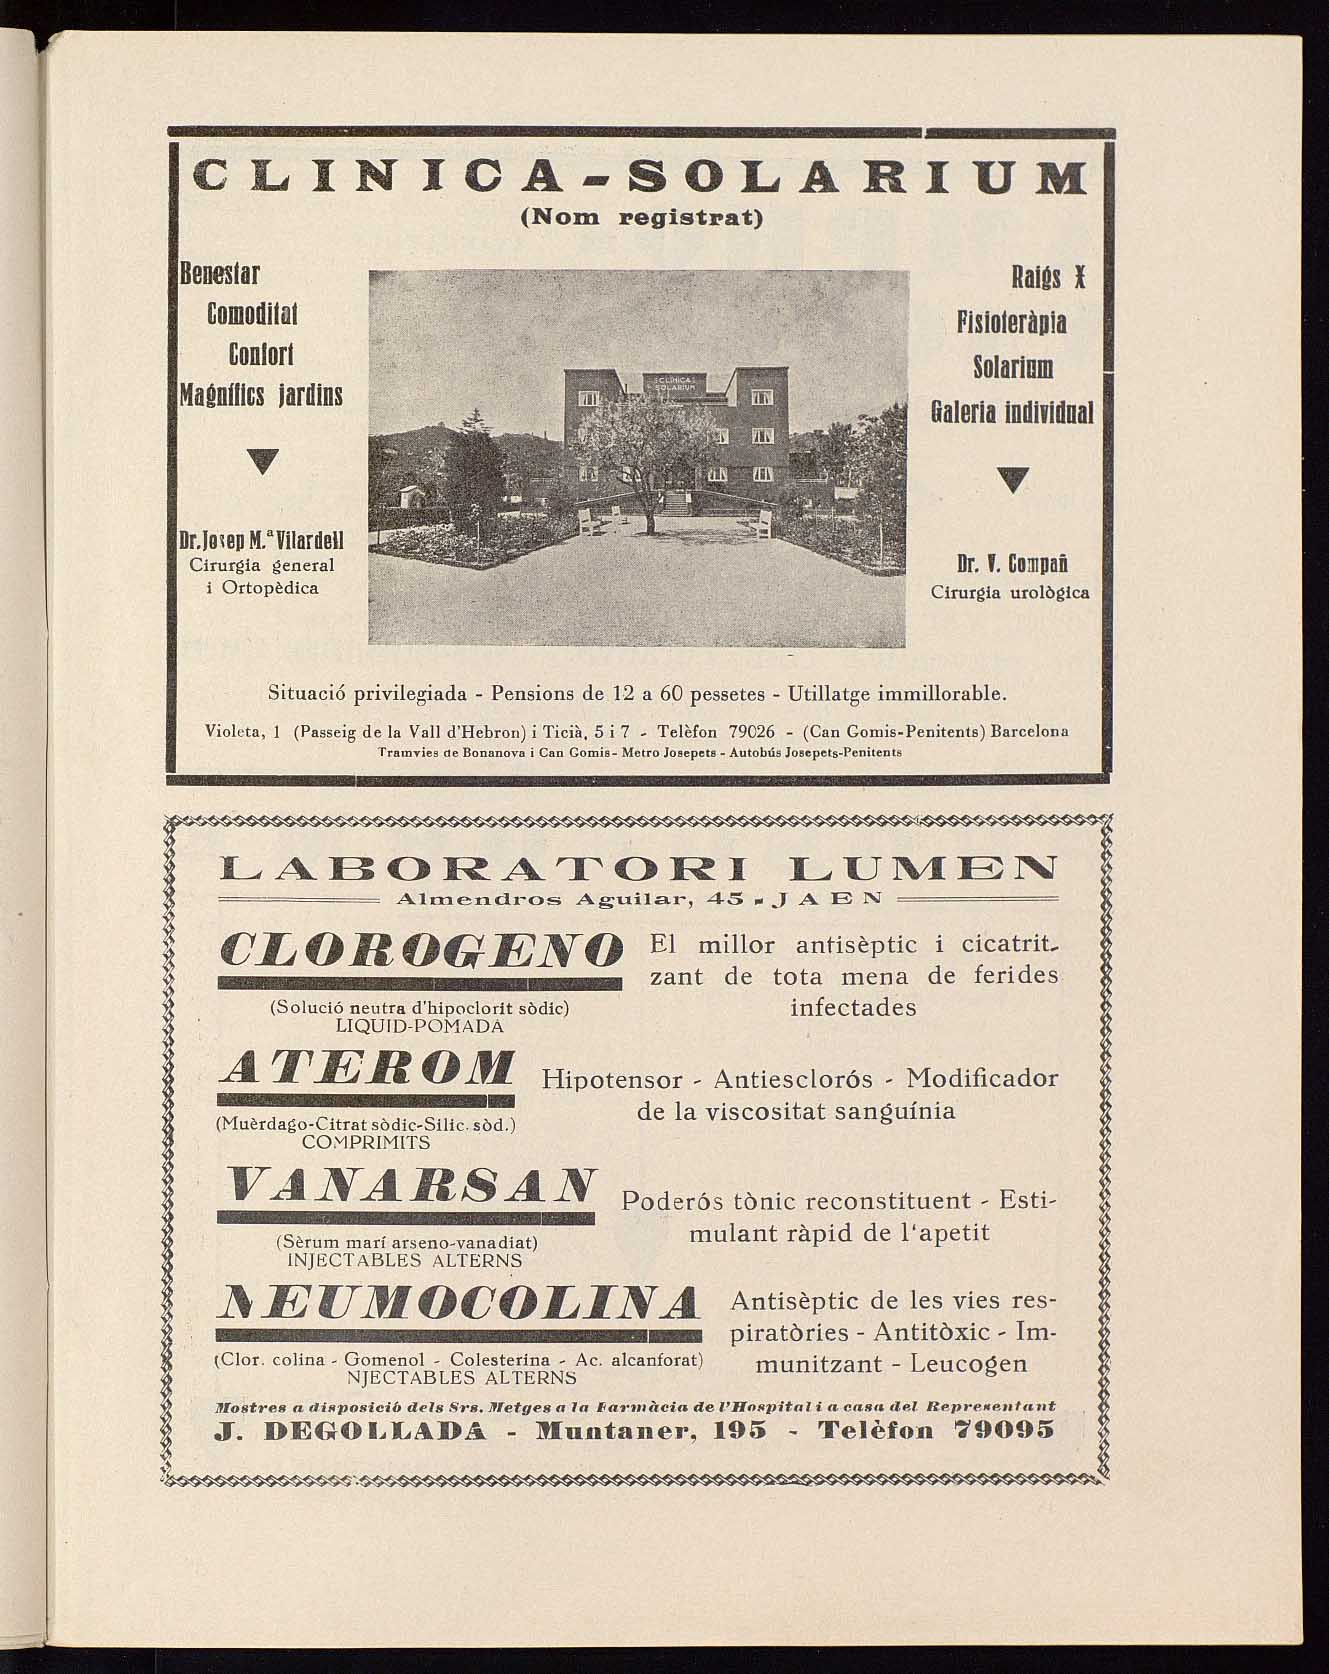 CLINICA-SOLARIUM
(Nom registrat)
Benestar
Comoditat
Confort
Magnífics jardins
Dr. Josep M.ª Vilardell
Cirurgia general
i Ortopèdica
CLINICA
SOLARIUM
Raigs X
Fisioteràpia
Solarium
Galeria individual
Dr. V. Compañ
Cirurgia urològica
Situació privilegiada - Pensions de 12 a 60 pessetes - Utillatge immillorable.
Violeta, 1 (Passeig de la Vall d'Hebron) i Ticià, 5 i 7 - Telèfon 79026 - (Can Gomis-Penitents) Barcelona
Tramvies de Bonanova i Can Gomis - Metro Josepets - Autobús Josepets-Penitents
LABORATORI LUMEN
Almendros Aguilar, 45 - JAEN
CLOROGENO
(Solució neutra d'hipoclorit sòdic)
LIQUID-POMADA
El millor antisèptic i cicatrit-
zant de tota mena de ferides
infectades
ATEROM
(Muèrdago-Citrat sòdic-Silic. sòd.)
COMPRIMITS
Hipotensor - Antiesclorós - Modificador
de la viscositat sanguínia
VANARSAN
(Sèrum marí arseno-vanadiat)
INJECTABLES ALTERNS
Poderós tònic reconstituent - Esti-
mulant ràpid de l'apetit
NEUMOCOLINA
(Clor. colina - Gomenol - Colesterina - Ac. alcanforat)
NJECTABLES ALTERNS
Antisèptic de les vies res-
piratòries - Antitòxic - Im-
munitzant - Leucogen
Mostres a disposició dels Srs. Metges a la Farmàcia de l'Hospital i a casa del Representant
J. DEGOLLADA - Muntaner, 195 - Telèfon 79095